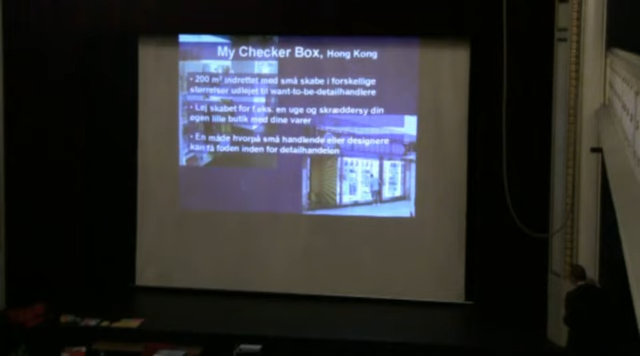 My Checker Box, Hong Kong
• 200 m² indrettet med små skabe i forskellige
størrelser udlejet til want-to-be-detailhandlere
• Lej skabet for f.eks. en uge og skræddersy din
egen lille butik med dine varer
• En måde hvorpå små handlende eller designere
kan få foden inden for detailhandelen